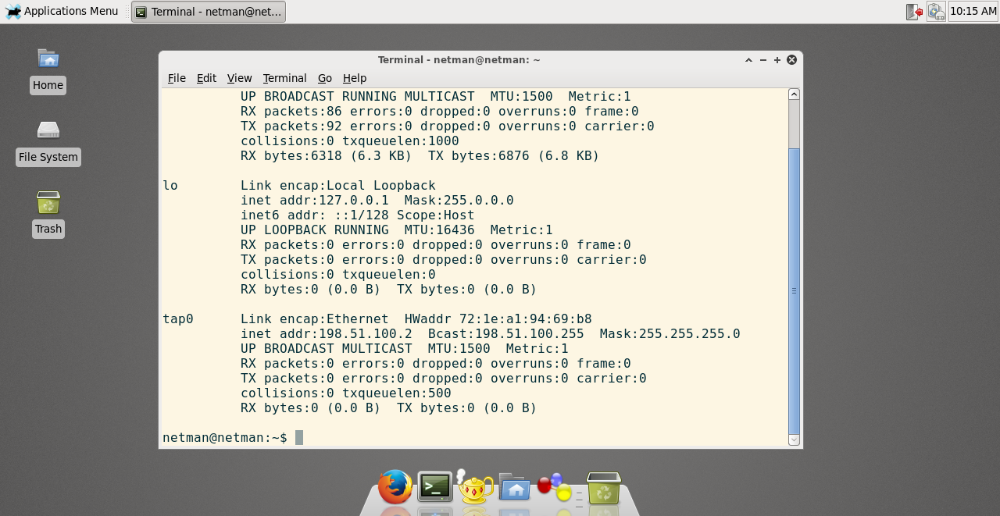 Applications Menu
Terminal - netman@net...
10:15 AM
Home
File System
Trash
Terminal - netman@netman: ~
File Edit View Terminal Go Help
          UP BROADCAST RUNNING MULTICAST  MTU:1500  Metric:1
          RX packets:86 errors:0 dropped:0 overruns:0 frame:0
          TX packets:92 errors:0 dropped:0 overruns:0 carrier:0
          collisions:0 txqueuelen:1000
          RX bytes:6318 (6.3 KB)  TX bytes:6876 (6.8 KB)

lo        Link encap:Local Loopback
          inet addr:127.0.0.1  Mask:255.0.0.0
          inet6 addr: ::1/128 Scope:Host
          UP LOOPBACK RUNNING  MTU:16436  Metric:1
          RX packets:0 errors:0 dropped:0 overruns:0 frame:0
          TX packets:0 errors:0 dropped:0 overruns:0 carrier:0
          collisions:0 txqueuelen:0
          RX bytes:0 (0.0 B)  TX bytes:0 (0.0 B)

tap0      Link encap:Ethernet  HWaddr 72:1e:a1:94:69:b8
          inet addr:198.51.100.2  Bcast:198.51.100.255  Mask:255.255.255.0
          UP BROADCAST MULTICAST  MTU:1500  Metric:1
          RX packets:0 errors:0 dropped:0 overruns:0 frame:0
          TX packets:0 errors:0 dropped:0 overruns:0 carrier:0
          collisions:0 txqueuelen:500
          RX bytes:0 (0.0 B)  TX bytes:0 (0.0 B)

netman@netman:~$